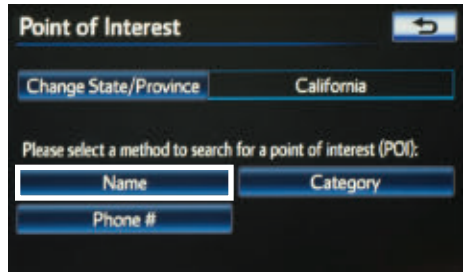 Point of Interest
Change State/Province California
Please select a method to search for a point of interest (POI):
Name Category
Phone #